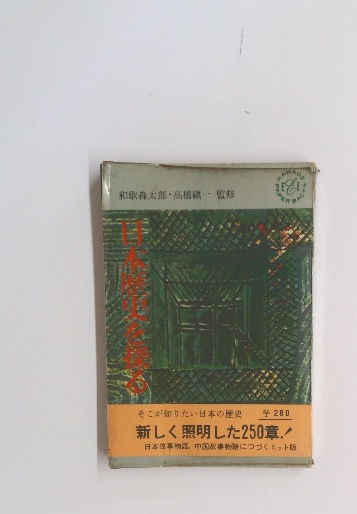 和歌森太郎・高橋磌一 監修
KAWADE PAPER BACKS
日本歴史を探る
そこが知りたい日本の歴史 〒280
新しく照明した250章！
日本故事物語，中国故事物語につづくヒット版